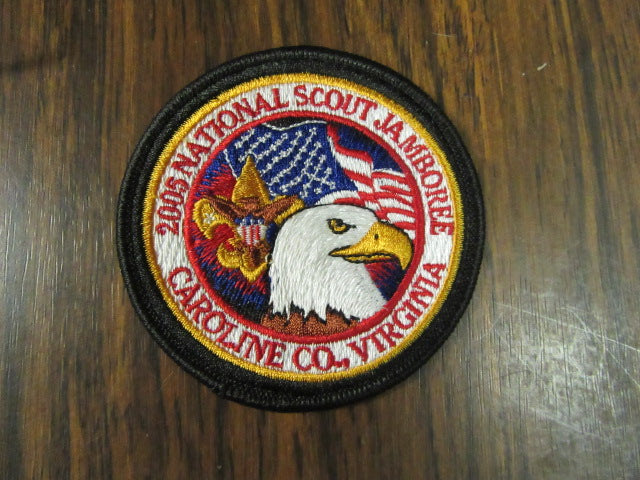 2005 NATIONAL SCOUT JAMBOREE
CAROLINE CO., VIRGINIA